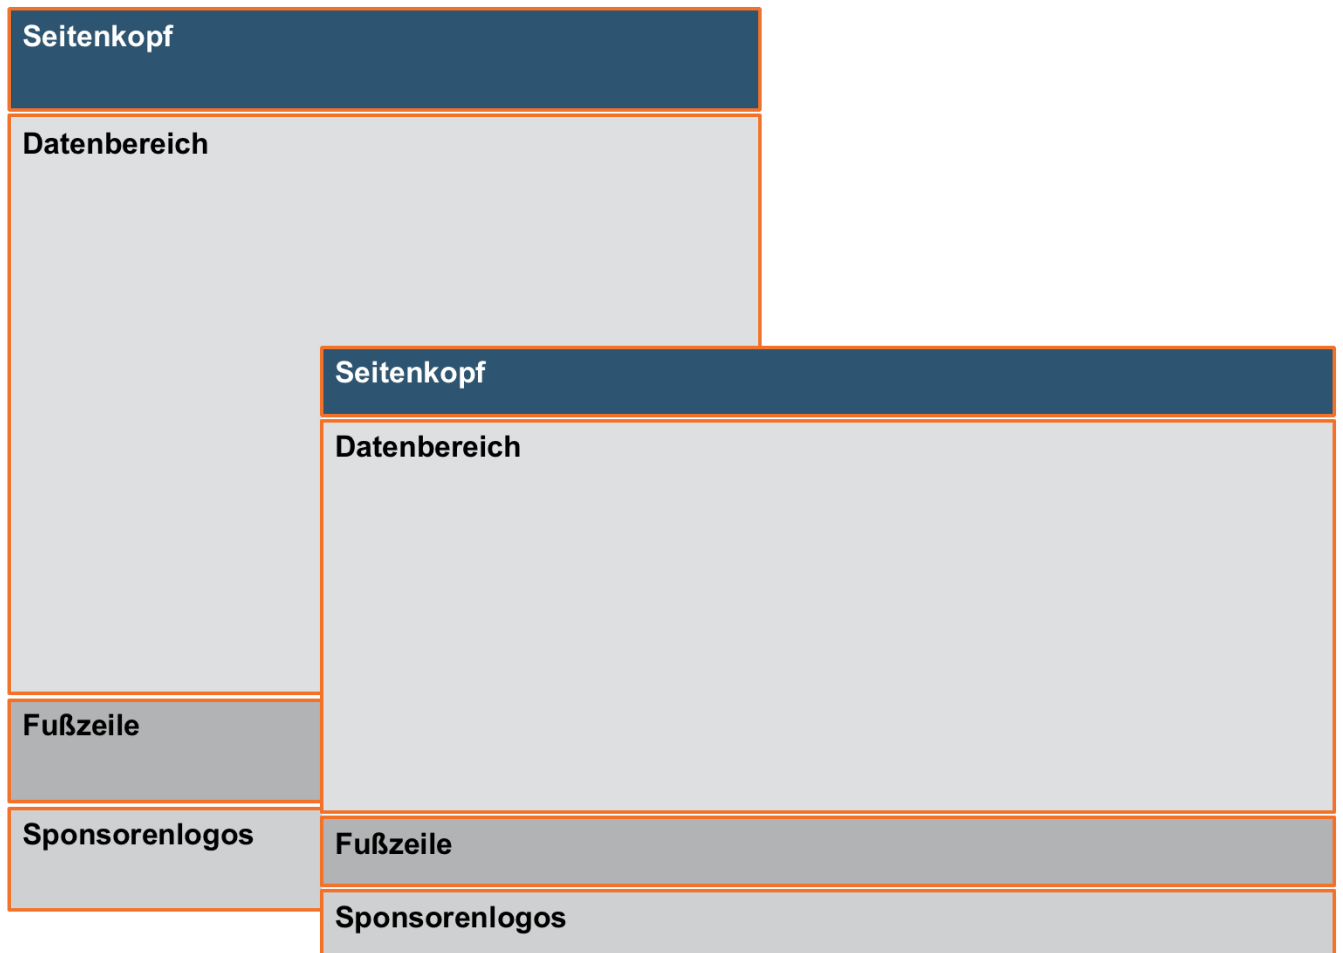 Seitenkopf
Datenbereich
Fußzeile
Sponsorenlogos
Seitenkopf
Datenbereich
Fußzeile
Sponsorenlogos